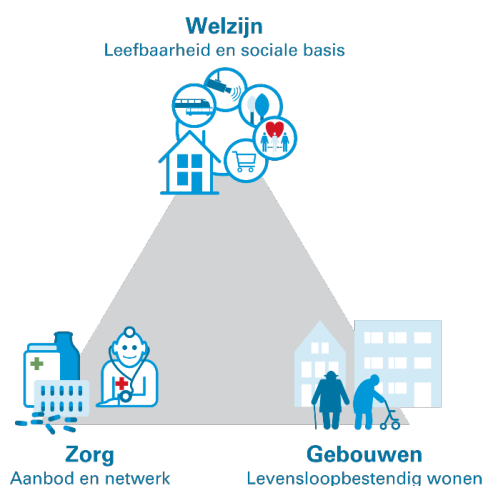 Welzijn
Leefbaarheid en sociale basis
Zorg
Aanbod en netwerk
Gebouwen
Levensloopbestendig wonen